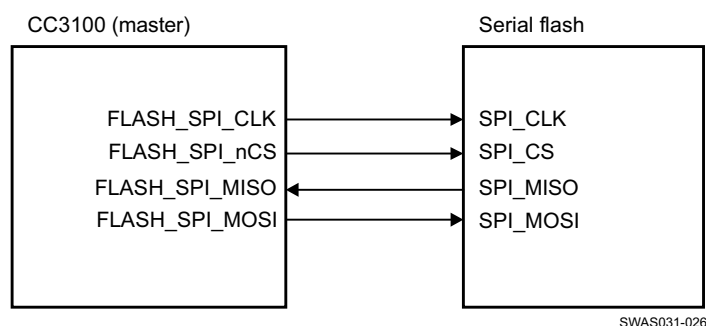 CC3100 (master)
Serial flash
FLASH_SPI_CLK
SPI_CLK
FLASH_SPI_nCS
SPI_CS
FLASH_SPI_MISO
SPI_MISO
FLASH_SPI_MOSI
SPI_MOSI
SWAS031-026